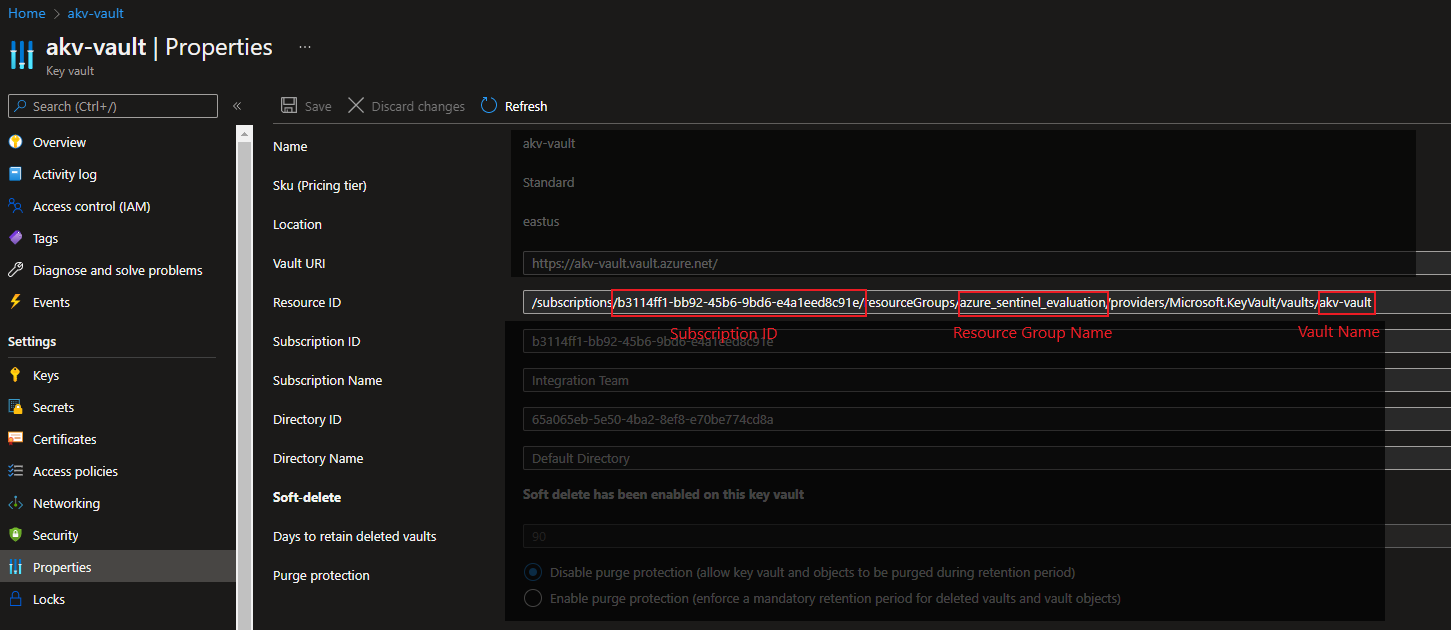 Home > akv-vault
akv-vault | Properties ...
Key vault
Search (Ctrl+/)
«
Save
Discard changes
Refresh
Overview
Activity log
Access control (IAM)
Tags
Diagnose and solve problems
Events
Settings
Keys
Secrets
Certificates
Access policies
Networking
Security
Properties
Locks
Name
akv-vault
Sku (Pricing tier)
Standard
Location
eastus
Vault URI
https://akv-vault.vault.azure.net/
Resource ID
/subscriptions/b3114ff1-bb92-45b6-9bd6-e4a1eed8c91e/resourceGroups/azure_sentinel_evaluation/providers/Microsoft.KeyVault/vaults/akv-vault
Subscription ID
Resource Group Name
Vault Name
Subscription ID
b3114ff1-bb92-45b6-9bd6-e4a1eed8c91e
Subscription Name
Integration Team
Directory ID
65a065eb-5e50-4ba2-8ef8-e70be774cd8a
Directory Name
Default Directory
Soft-delete
Soft delete has been enabled on this key vault
Days to retain deleted vaults
90
Purge protection
Disable purge protection (allow key vault and objects to be purged during retention period)
Enable purge protection (enforce a mandatory retention period for deleted vaults and vault objects)